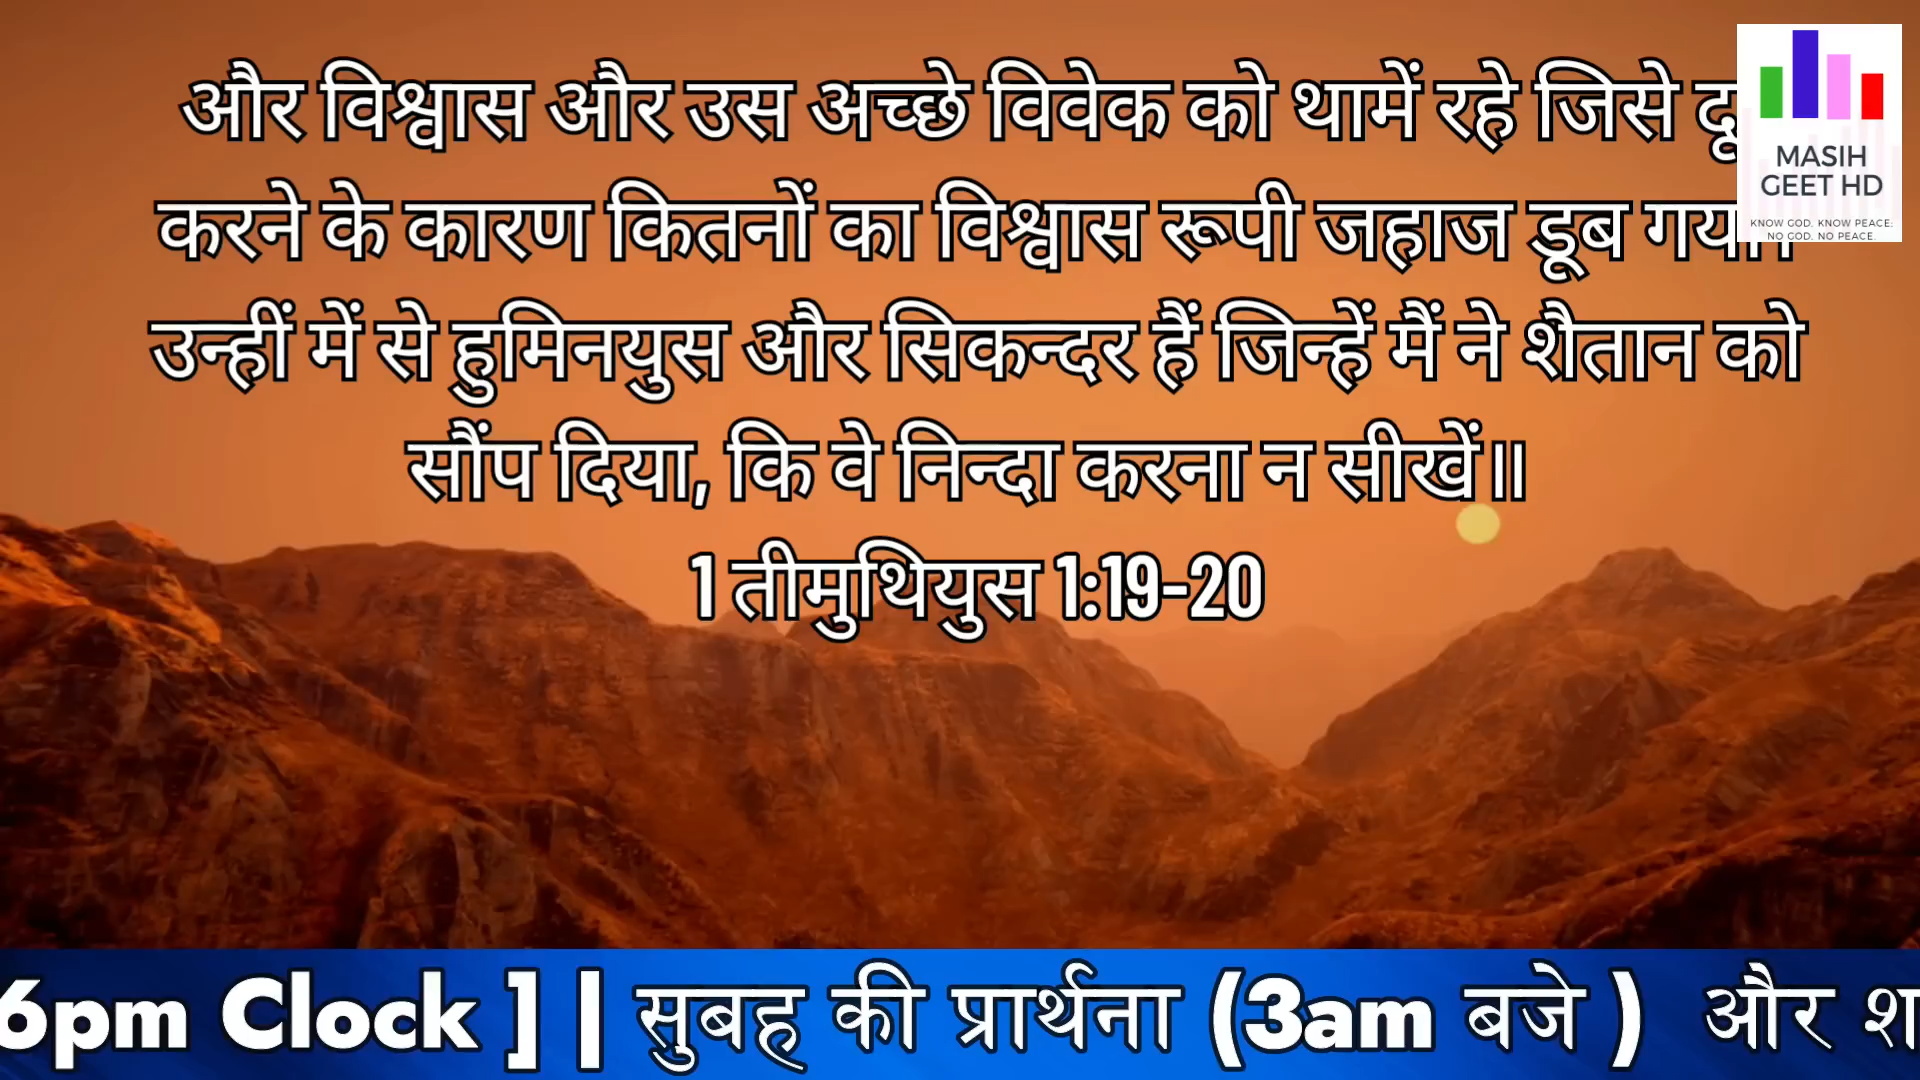 और विश्वास और उस अच्छे विवेक को थामें रहे जिसे
करने के कारण कितनों का विश्वास रूपी जहाज डूब गया।
उन्हीं में से हुमिनयुस और सिकन्दर हैं जिन्हें मैं ने शैतान को
सौंप दिया, कि वे निन्दा करना न सीखें॥
1 तीमुथियुस 1:19-20
MASIH
GEET HD
KNOW GOD. KNOW PEACE:
NO GOD. NO PEACE.
6pm Clock ] | सुबह की प्रार्थना (3am बजे ) और